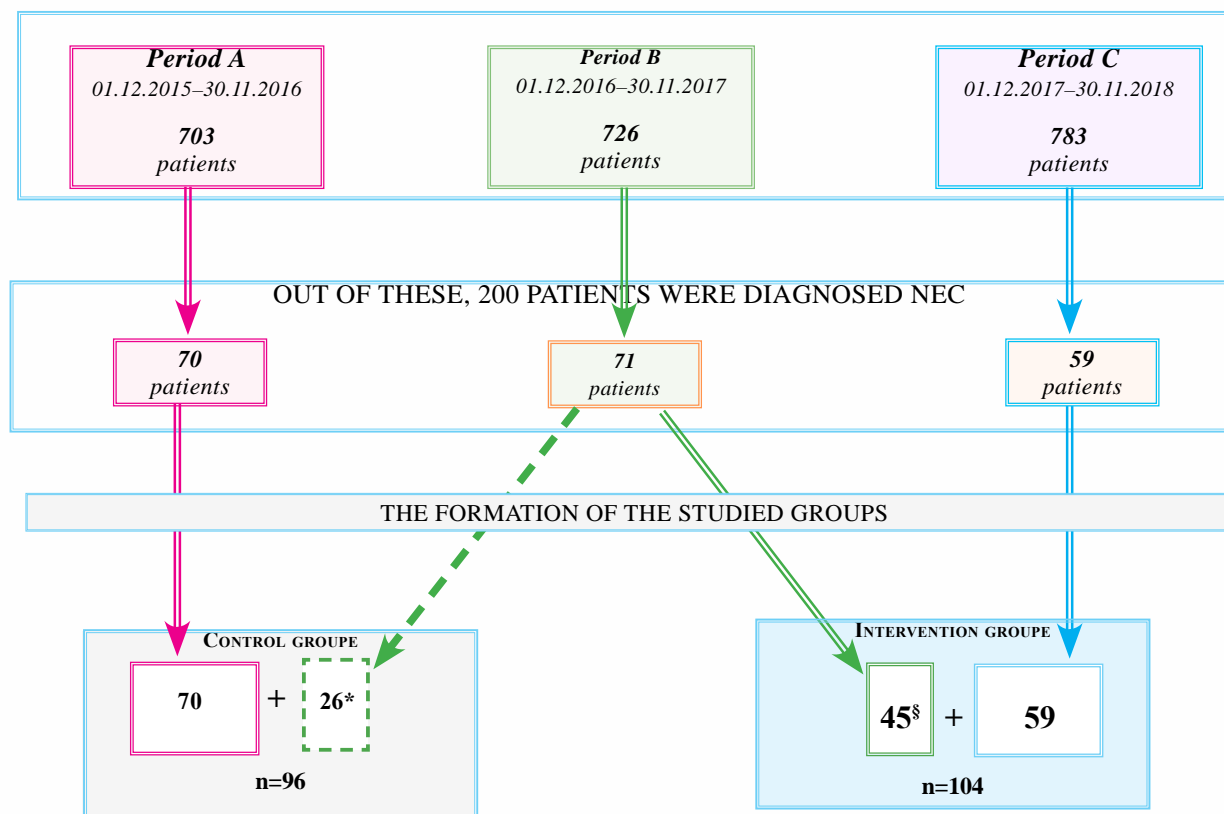 Period A
01.12.2015–30.11.2016
703
patients
Period B
01.12.2016–30.11.2017
726
patients
Period C
01.12.2017–30.11.2018
783
patients
OUT OF THESE, 200 PATIENTS WERE DIAGNOSED NEC
70
patients
71
patients
59
patients
THE FORMATION OF THE STUDIED GROUPS
CONTROL GROUPE
70 + 26*
n=96
INTERVENTION GROUPE
45§ + 59
n=104